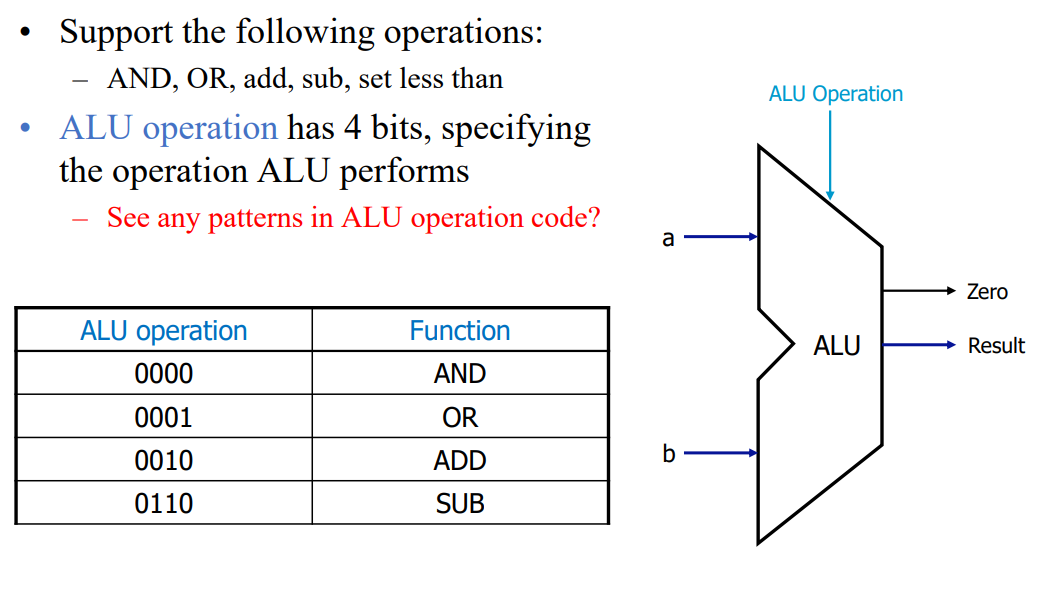 • Support the following operations:
– AND, OR, add, sub, set less than
• ALU operation has 4 bits, specifying
the operation ALU performs
– See any patterns in ALU operation code?
ALU operation Function
0000 AND
0001 OR
0010 ADD
0110 SUB
ALU Operation
a
Zero
ALU
Result
b